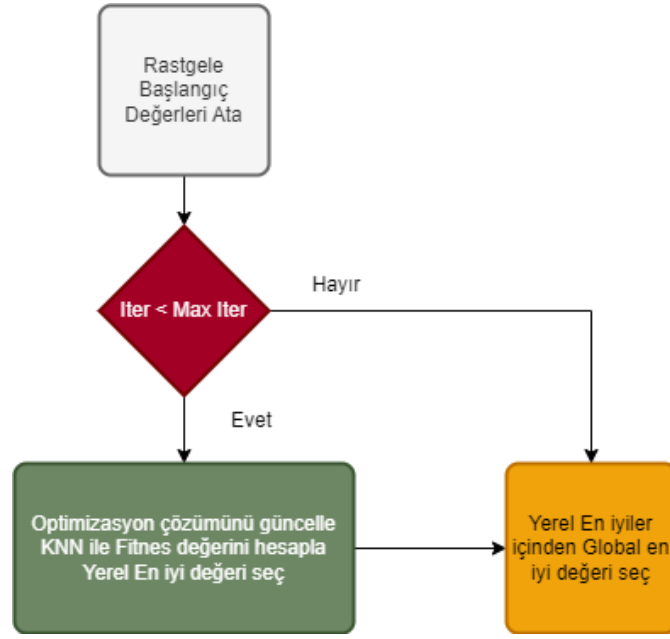 Rastgele
Başlangıç
Değerleri Ata
Iter < Max Iter
Hayır
Evet
Optimizasyon çözümünü güncelle
KNN ile Fitnes değerini hesapla
Yerel En iyi değeri seç
Yerel En iyiler
içinden Global en
iyi değeri seç